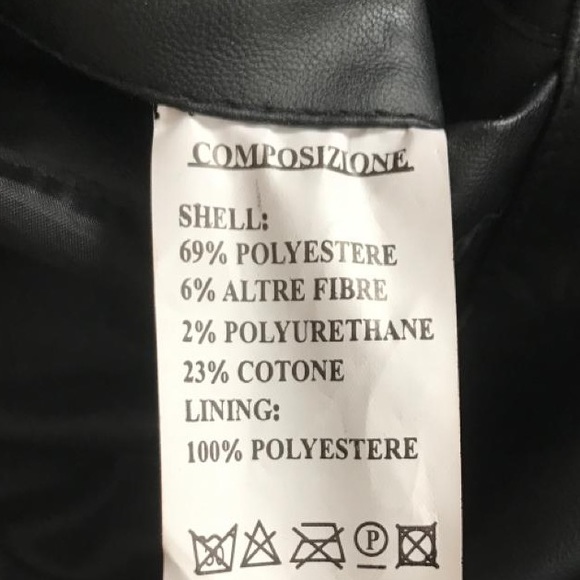 COMPOSIZIONE
SHELL:
69% POLYESTERE
6% ALTRE FIBRE
2% POLYURETHANE
23% COTONE
LINING:
100% POLYESTERE
P